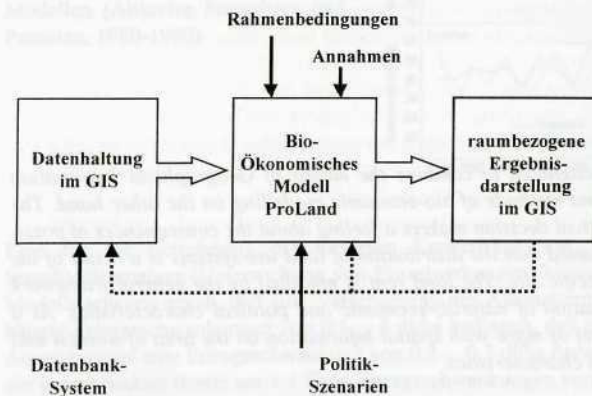 Rahmenbedingungen
Annahmen
Datenhaltung
im GIS
Bio-
Ökonomisches
Modell
ProLand
raumbezogene
Ergebnis-
darstellung
im GIS
Datenbank-
System
Politik-
Szenarien